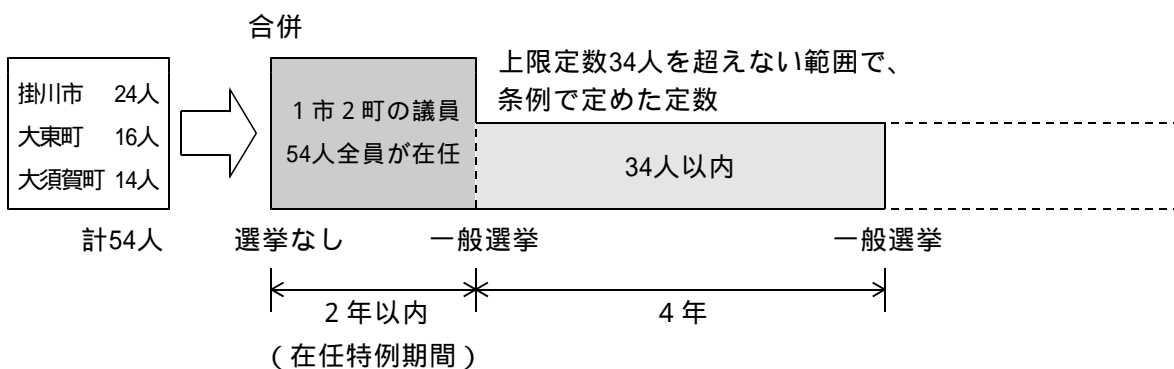 合併
掛川市 24人
大東町 16人
大須賀町 14人
計54人
1市2町の議員
54人全員が在任
上限定数34人を超えない範囲で、
条例で定めた定数
34人以内
選挙なし
一般選挙
一般選挙
2年以内
(在任特例期間)
4年